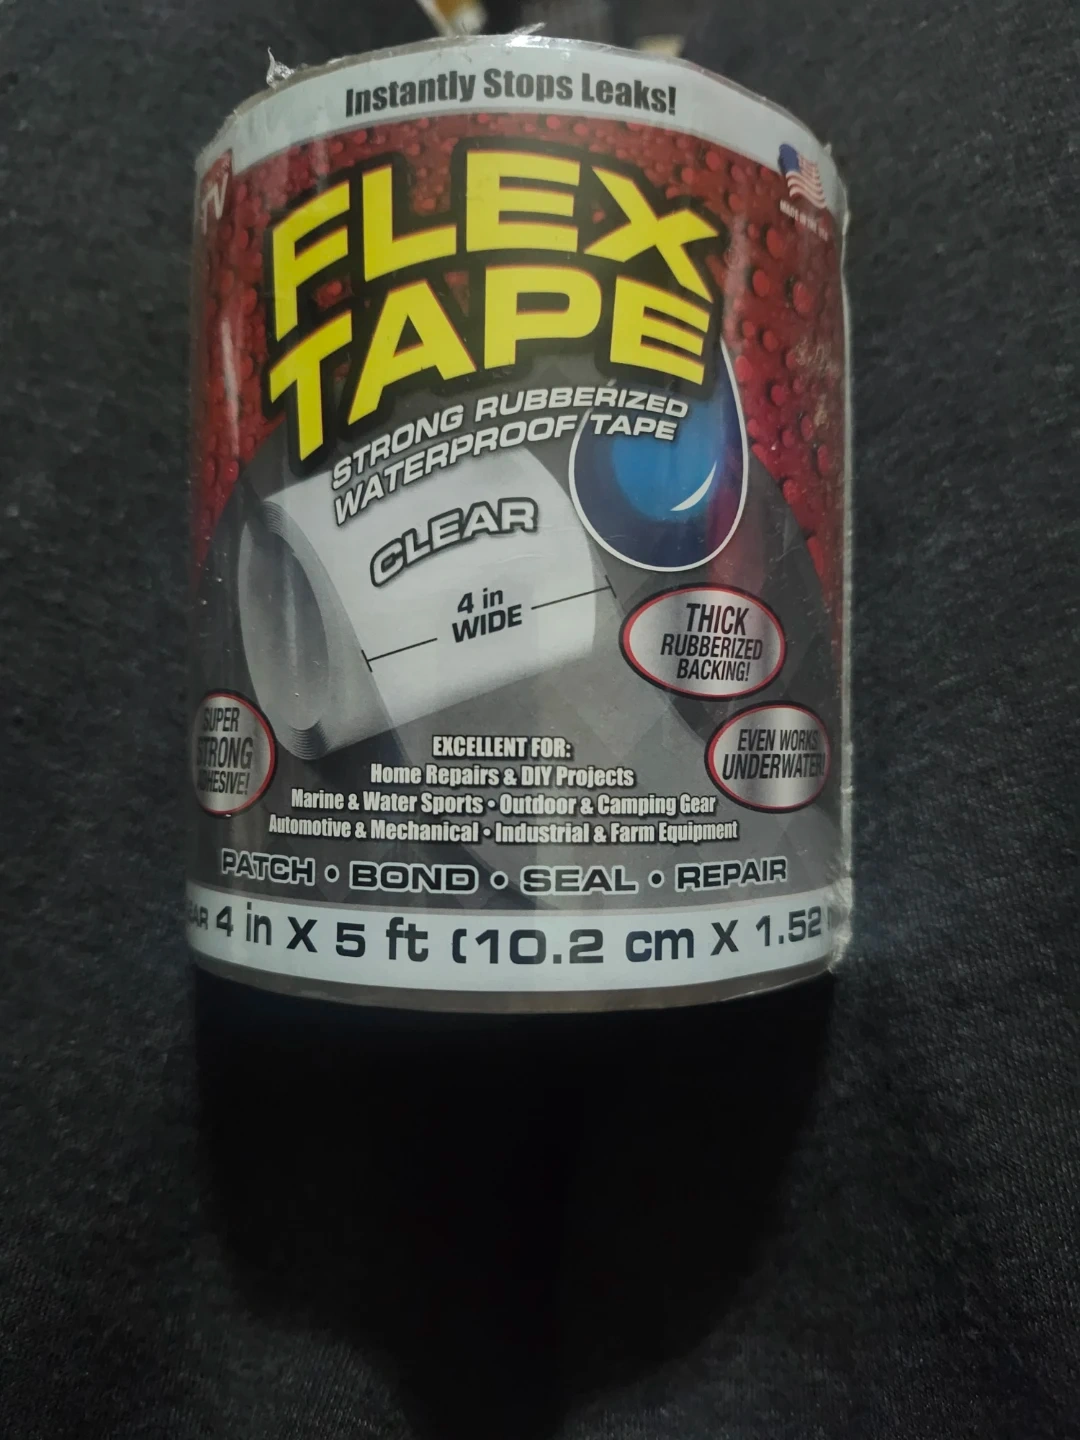 Instantly Stops Leaks!
TV
FLEX
TAPE
STRONG RUBBERIZED
WATERPROOF TAPE
CLEAR
4 in
WIDE
THICK
RUBBERIZED
BACKING!
SUPER
STRONG
ADHESIVE!
EVEN WORKS
UNDERWATER!
EXCELLENT FOR:
Home Repairs & DIY Projects
Marine & Water Sports • Outdoor & Camping Gear
Automotive & Mechanical • Industrial & Farm Equipment
PATCH • BOND • SEAL • REPAIR
4 in X 5 ft (10.2 cm X 1.52